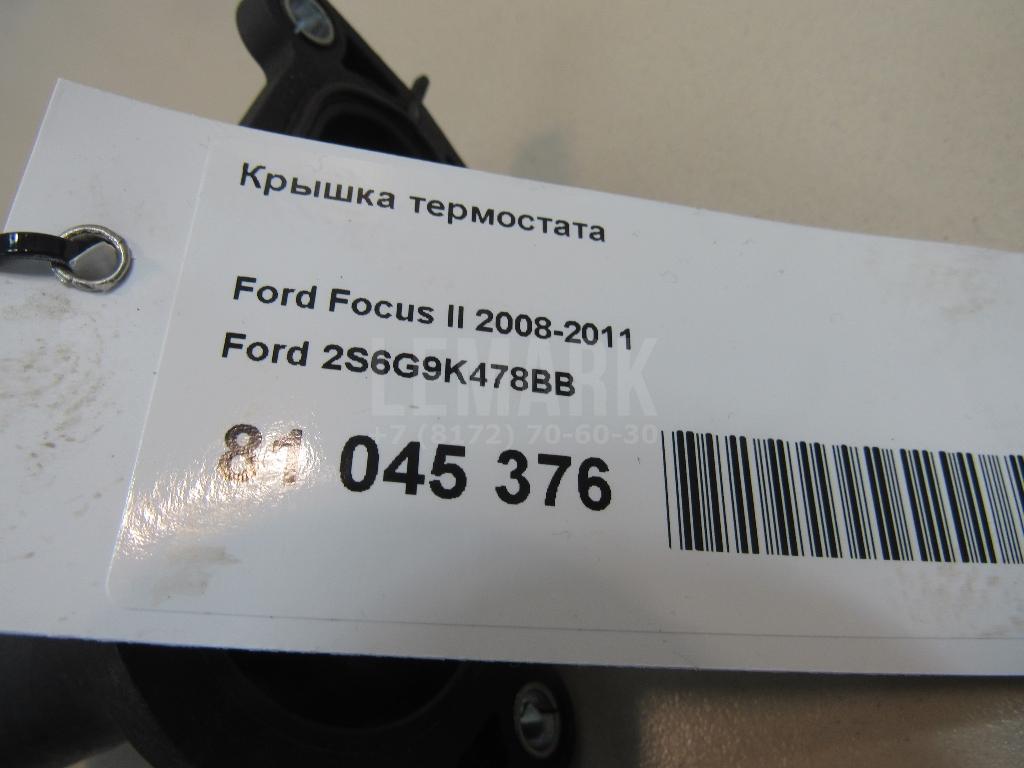 Крышка термостата
Ford Focus II 2008-2011
Ford 2S6G9K478BB
LEMARK
+7 (8172) 70-60-30
81 045 376